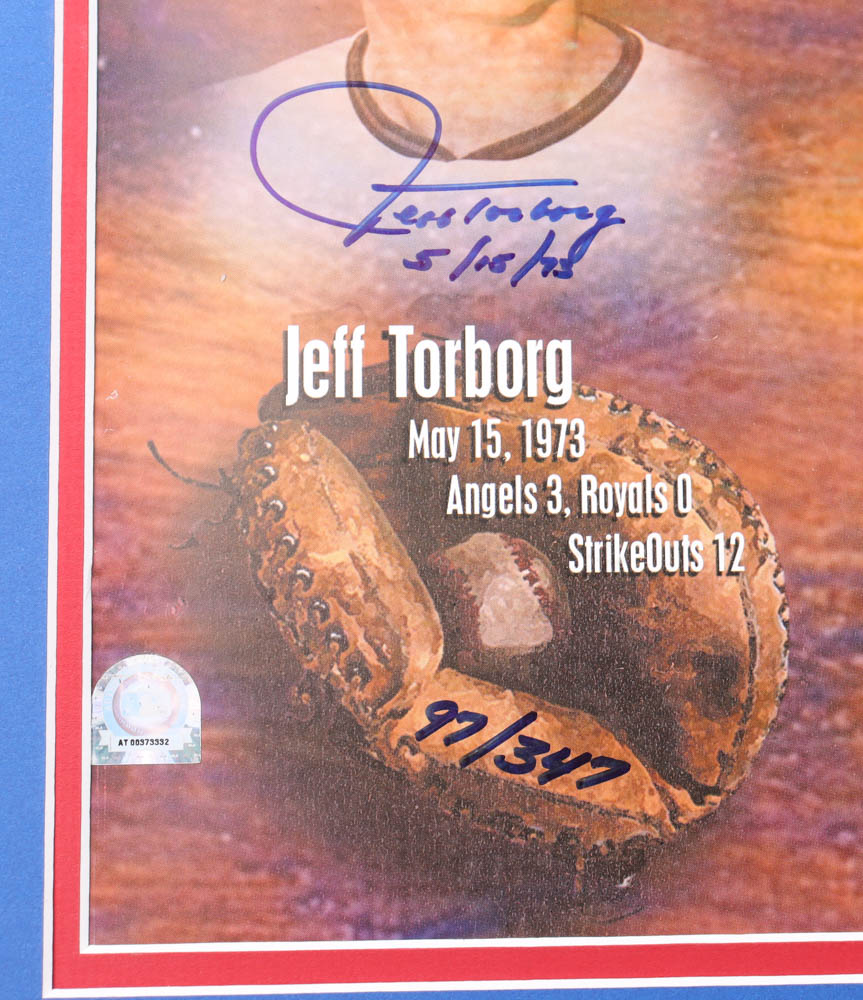 Jeff Torborg
5/15/73
Jeff Torborg
May 15, 1973
Angels 3, Royals 0
StrikeOuts 12
AT 00373332
97/347